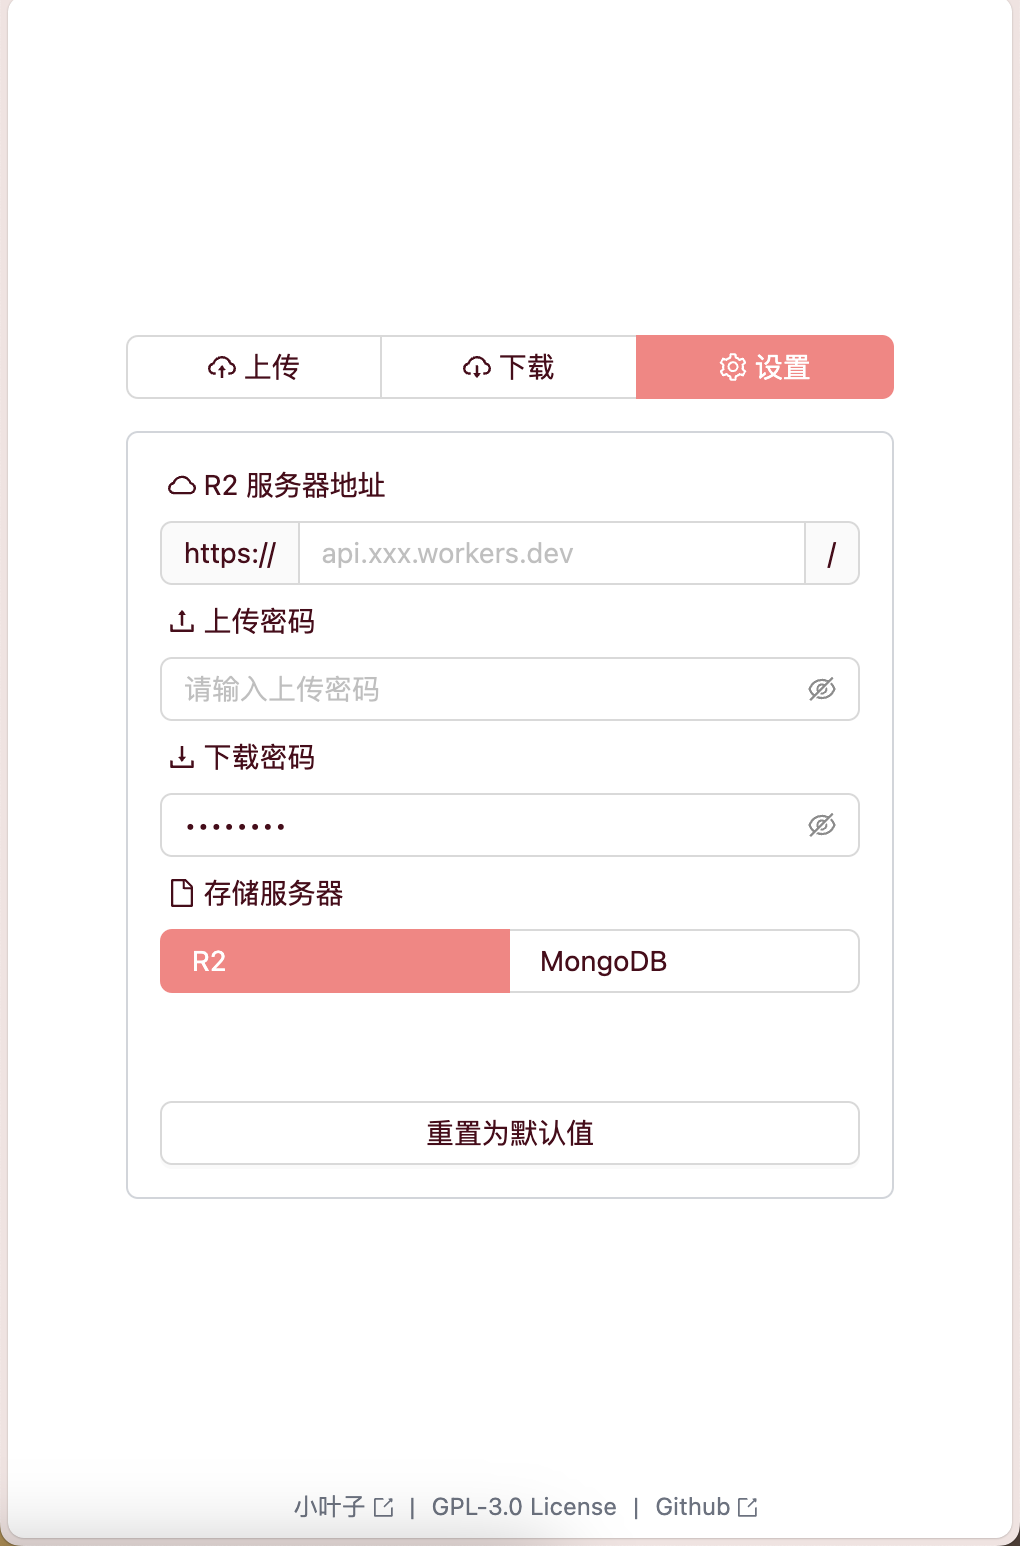 上传 下载 设置
R2 服务器地址
https:// api.xxx.workers.dev /
上传密码
请输入上传密码
下载密码
••••••••
存储服务器
R2 MongoDB
重置为默认值
小叶子 | GPL-3.0 License | Github